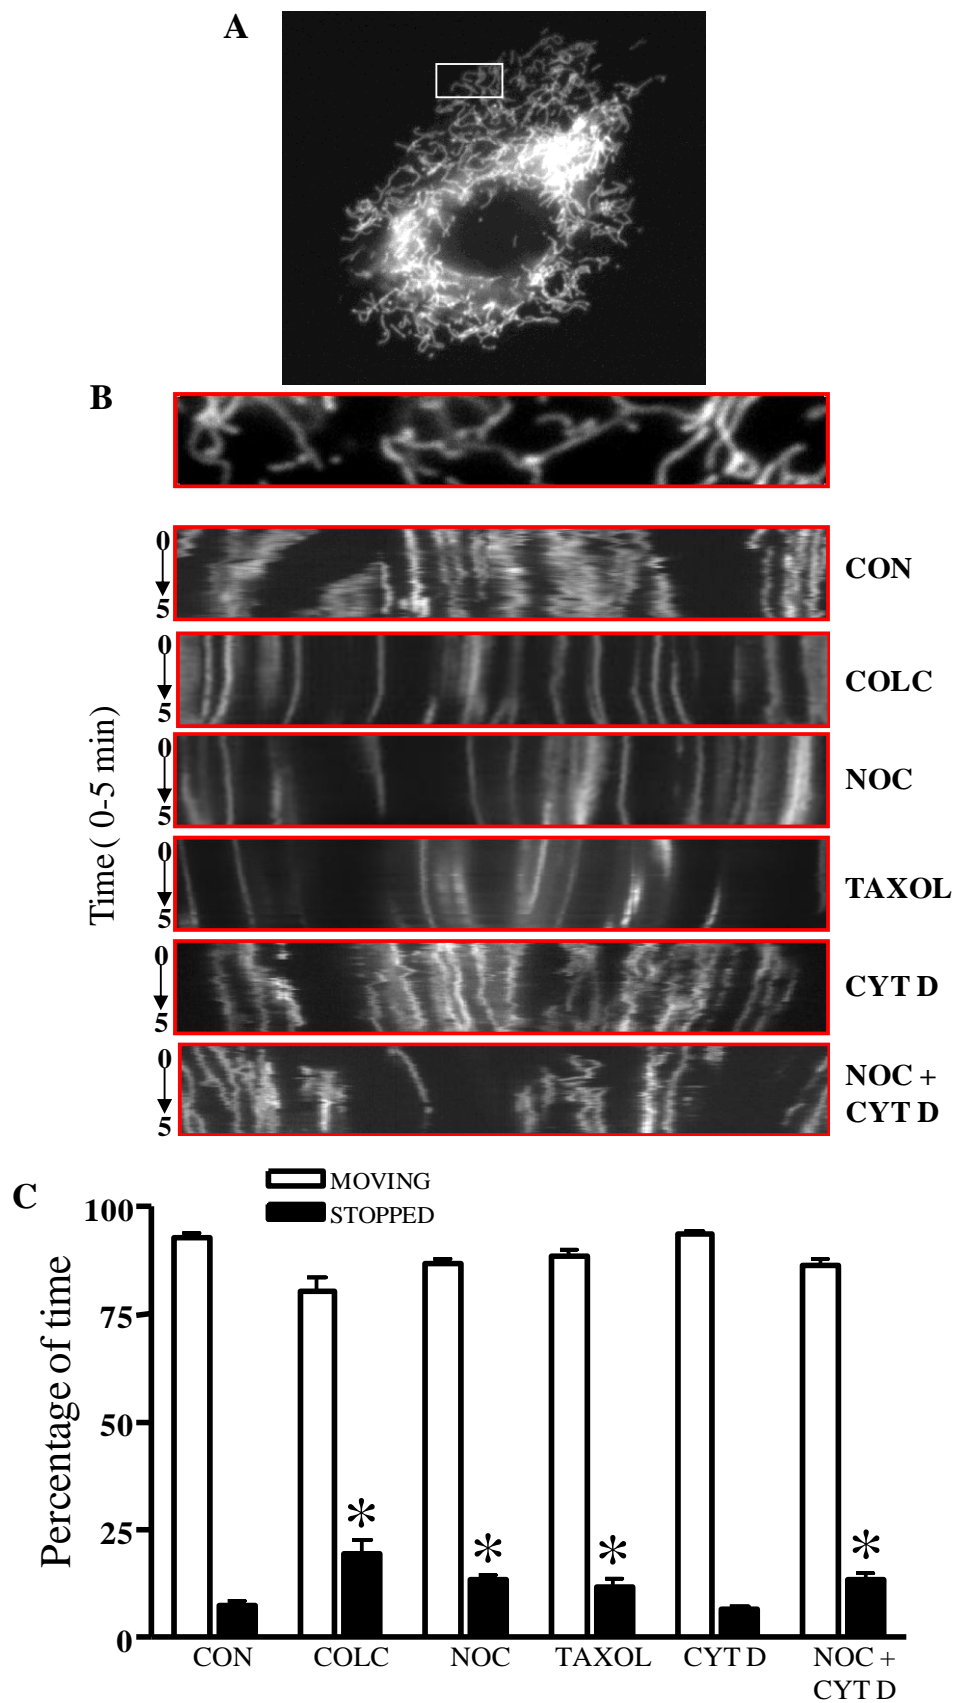 A
B
0
5
CON
0
5
COLC
0
5
NOC
0
5
TAXOL
0
5
CYT D
0
5
NOC +
CYT D
Time ( 0-5 min)
C
MOVING
STOPPED
100
75
50
25
0
Percentage of time
*
*
*
*
CON
COLC
NOC
TAXOL
CYT D
NOC +
CYT D